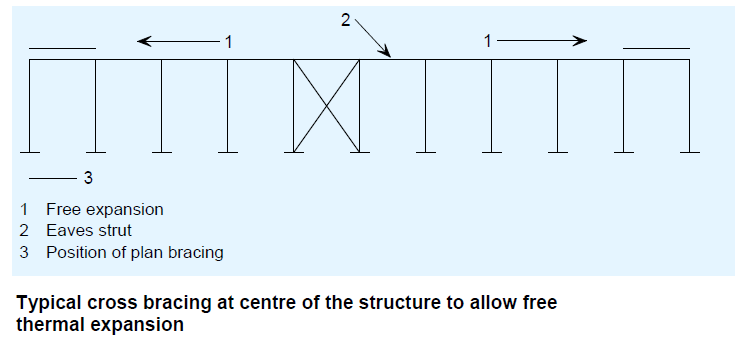 2
1
1
3
1 Free expansion
2 Eaves strut
3 Position of plan bracing
Typical cross bracing at centre of the structure to allow free
thermal expansion